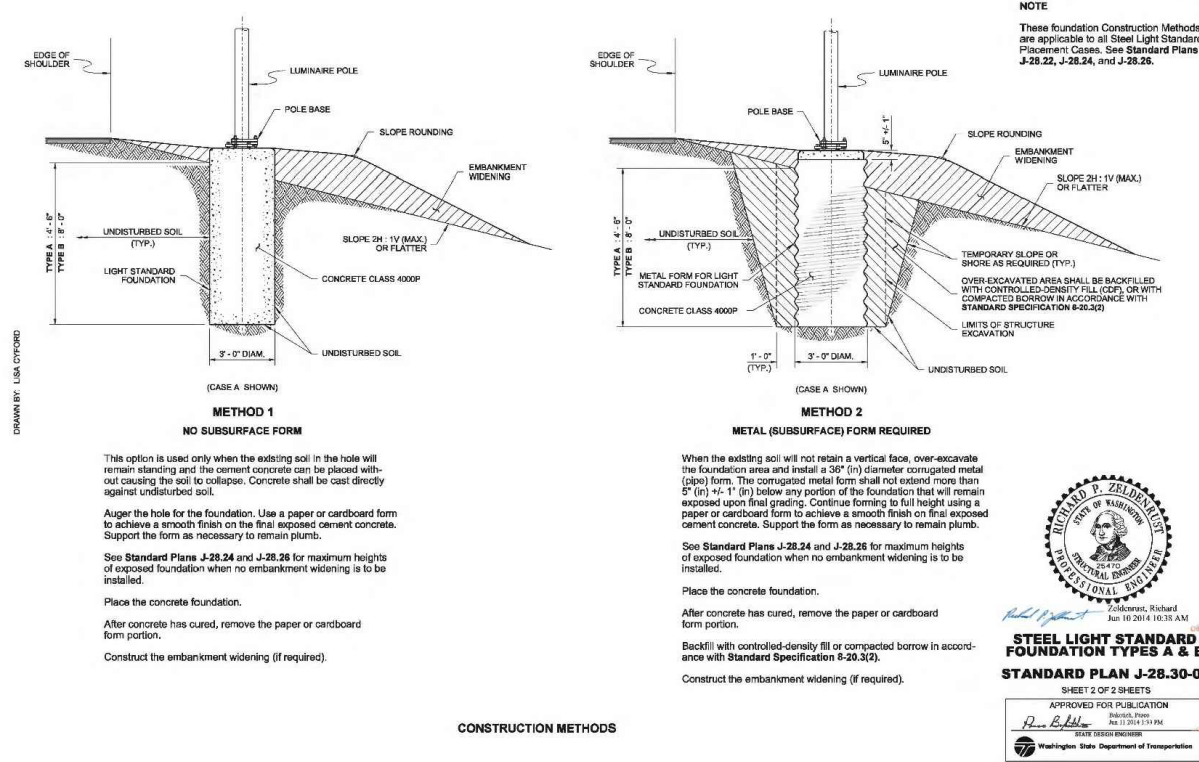 NOTE
These foundation Construction Methods
are applicable to all Steel Light Standard
Placement Cases. See Standard Plans
J-28.22, J-28.24, and J-28.26.
EDGE OF
SHOULDER
LUMINAIRE POLE
POLE BASE
SLOPE ROUNDING
EMBANKMENT
WIDENING
TYPE A : 4' - 6"
TYPE B : 8' - 0"
UNDISTURBED SOIL
(TYP.)
SLOPE 2H : 1V (MAX.)
OR FLATTER
LIGHT STANDARD
FOUNDATION
CONCRETE CLASS 4000P
UNDISTURBED SOIL
3' - 0" DIAM.
(CASE A SHOWN)
METHOD 1
NO SUBSURFACE FORM
This option is used only when the existing soil in the hole will
remain standing and the cement concrete can be placed with-
out causing the soil to collapse. Concrete shall be cast directly
against undisturbed soil.
Auger the hole for the foundation. Use a paper or cardboard form
to achieve a smooth finish on the final exposed cement concrete.
Support the form as necessary to remain plumb.
See Standard Plans J-28.24 and J-28.26 for maximum heights
of exposed foundation when no embankment widening is to be
installed.
Place the concrete foundation.
After concrete has cured, remove the paper or cardboard
form portion.
Construct the embankment widening (if required).
EDGE OF
SHOULDER
LUMINAIRE POLE
POLE BASE
5" +/- 1"
SLOPE ROUNDING
EMBANKMENT
WIDENING
SLOPE 2H : 1V (MAX.)
OR FLATTER
TYPE A : 4' - 6"
TYPE B : 8' - 0"
UNDISTURBED SOIL
(TYP.)
METAL FORM FOR LIGHT
STANDARD FOUNDATION
CONCRETE CLASS 4000P
TEMPORARY SLOPE OR
SHORE AS REQUIRED (TYP.)
OVER-EXCAVATED AREA SHALL BE BACKFILLED
WITH CONTROLLED-DENSITY FILL (CDF), OR WITH
COMPACTED BORROW IN ACCORDANCE WITH
STANDARD SPECIFICATION 8-20.3(2)
LIMITS OF STRUCTURE
EXCAVATION
UNDISTURBED SOIL
1' - 0"
(TYP.)
3' - 0" DIAM.
(CASE A SHOWN)
METHOD 2
METAL (SUBSURFACE) FORM REQUIRED
When the existing soil will not retain a vertical face, over-excavate
the foundation area and install a 36" (in) diameter corrugated metal
(pipe) form. The corrugated metal form shall not extend more than
5" (in) +/- 1" (in) below any portion of the foundation that will remain
exposed upon final grading. Continue forming to full height using a
paper or cardboard form to achieve a smooth finish on final exposed
cement concrete. Support the form as necessary to remain plumb.
See Standard Plans J-28.24 and J-28.26 for maximum heights
of exposed foundation when no embankment widening is to be
installed.
Place the concrete foundation.
After concrete has cured, remove the paper or cardboard
form portion.
Backfill with controlled-density fill or compacted borrow in accord-
ance with Standard Specification 8-20.3(2).
Construct the embankment widening (if required).
DRAWN BY: LISA CYFORD
CONSTRUCTION METHODS
RICHARD P. ZELDENRUST
STATE OF WASHINGTON
25470
STRUCTURAL ENGINEER
PROFESSIONAL ENGINEER
Zeldenrust, Richard
Jun 10 2014 10:38 AM
STEEL LIGHT STANDARD
FOUNDATION TYPES A & B
STANDARD PLAN J-28.30-0
SHEET 2 OF 2 SHEETS
APPROVED FOR PUBLICATION
Bakotich, Pasco
Jun 11 2014 1:53 PM
STATE DESIGN ENGINEER
Washington State Department of Transportation